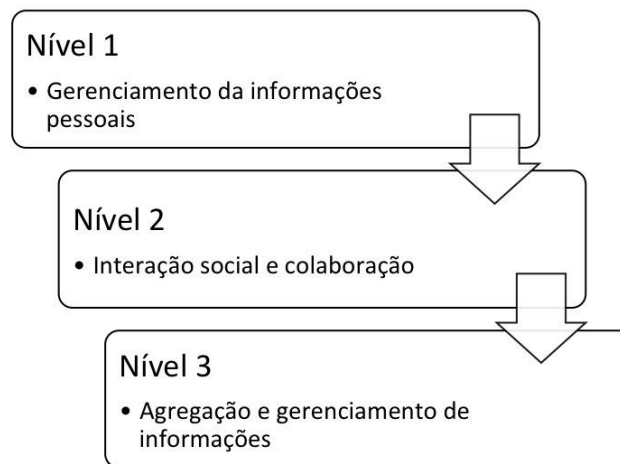 Nível 1
• Gerenciamento da informações
pessoais
Nível 2
• Interação social e colaboração
Nível 3
• Agregação e gerenciamento de
informações